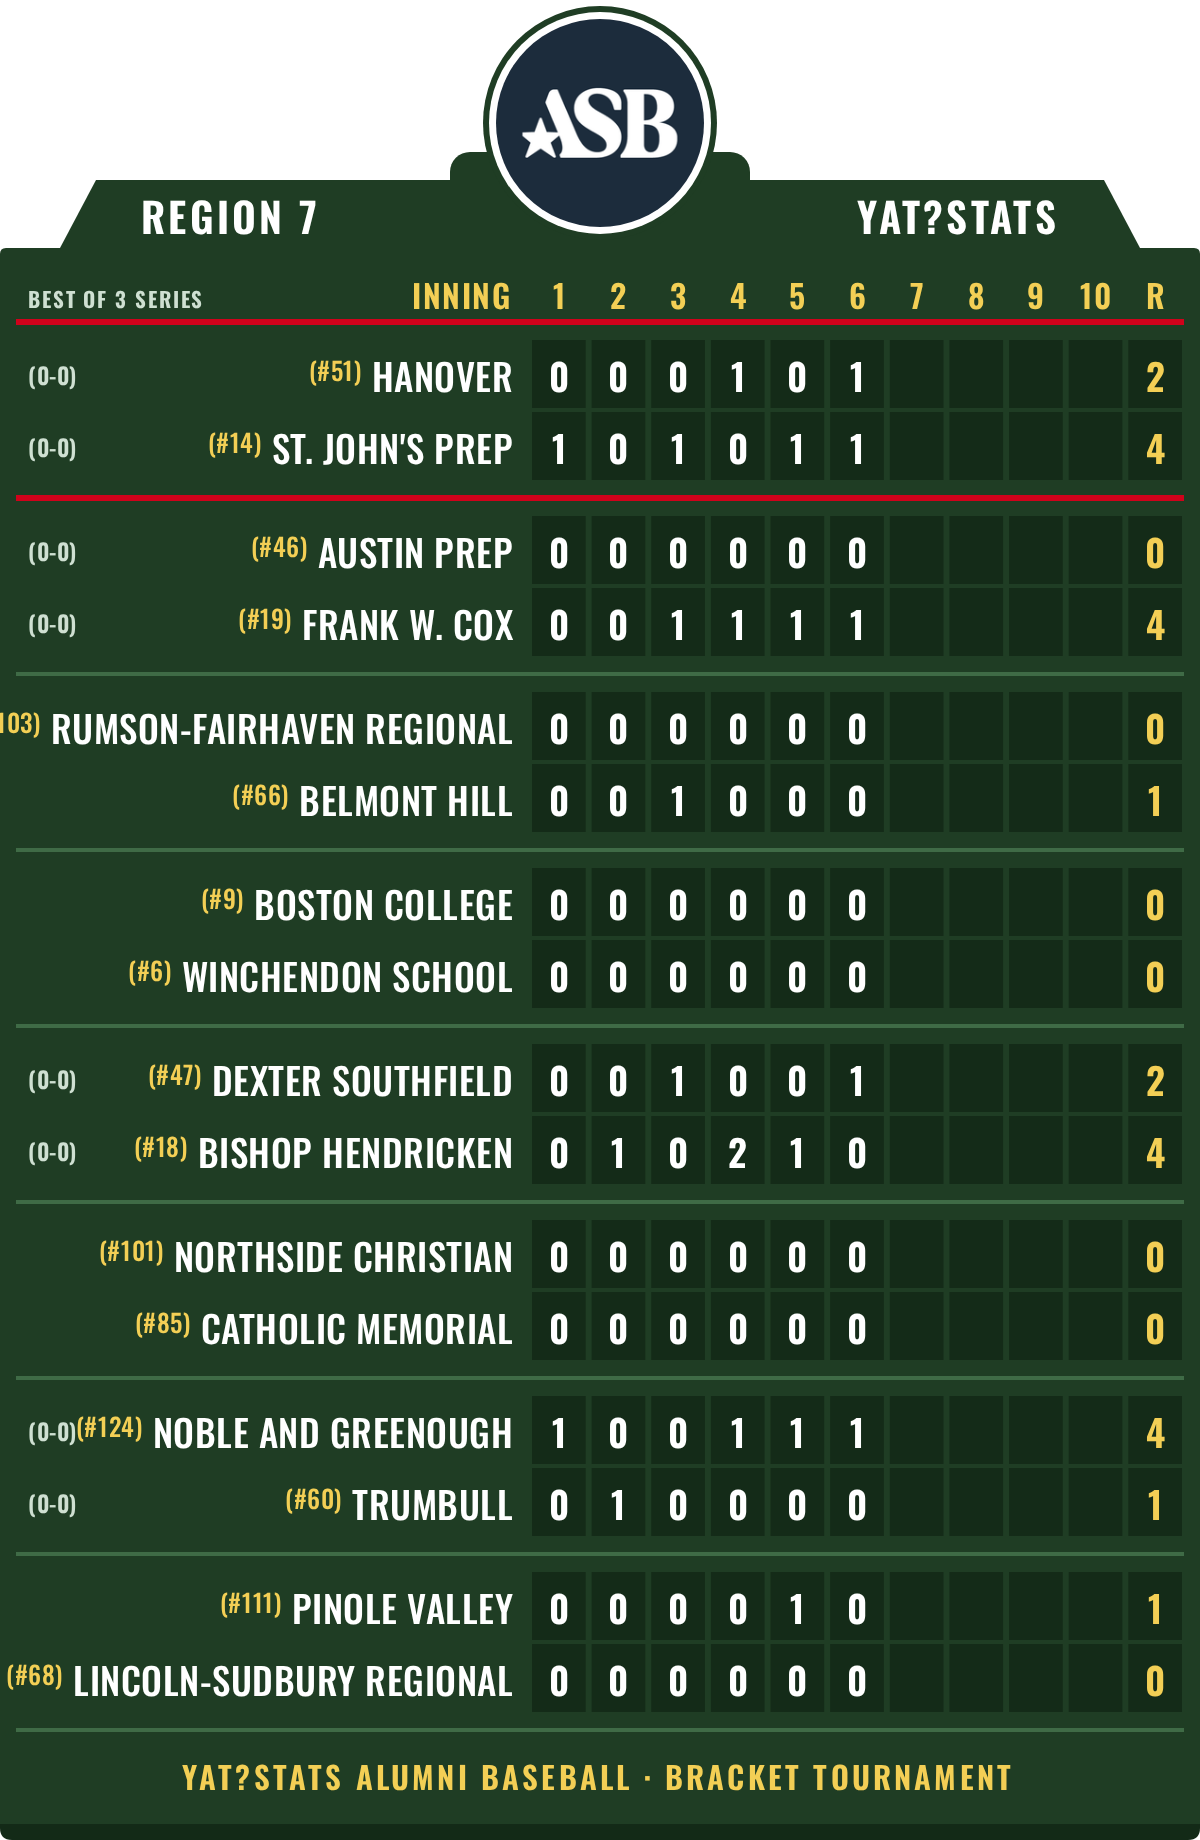 ASB
REGION 7 YAT?STATS
BEST OF 3 SERIES INNING 1 2 3 4 5 6 7 8 9 10 R
(0-0) (#51) HANOVER 0 0 0 1 0 1 2
(0-0) (#14) ST. JOHN'S PREP 1 0 1 0 1 1 4
(0-0) (#46) AUSTIN PREP 0 0 0 0 0 0 0
(0-0) (#19) FRANK W. COX 0 0 1 1 1 1 4
103) RUMSON-FAIRHAVEN REGIONAL 0 0 0 0 0 0 0
(#66) BELMONT HILL 0 0 1 0 0 0 1
(#9) BOSTON COLLEGE 0 0 0 0 0 0 0
(#6) WINCHENDON SCHOOL 0 0 0 0 0 0 0
(0-0) (#47) DEXTER SOUTHFIELD 0 0 1 0 0 1 2
(0-0) (#18) BISHOP HENDRICKEN 0 1 0 2 1 0 4
(#101) NORTHSIDE CHRISTIAN 0 0 0 0 0 0 0
(#85) CATHOLIC MEMORIAL 0 0 0 0 0 0 0
(0-0) (#124) NOBLE AND GREENOUGH 1 0 0 1 1 1 4
(0-0) (#60) TRUMBULL 0 1 0 0 0 0 1
(#111) PINOLE VALLEY 0 0 0 0 1 0 1
(#68) LINCOLN-SUDBURY REGIONAL 0 0 0 0 0 0 0
YAT?STATS ALUMNI BASEBALL · BRACKET TOURNAMENT